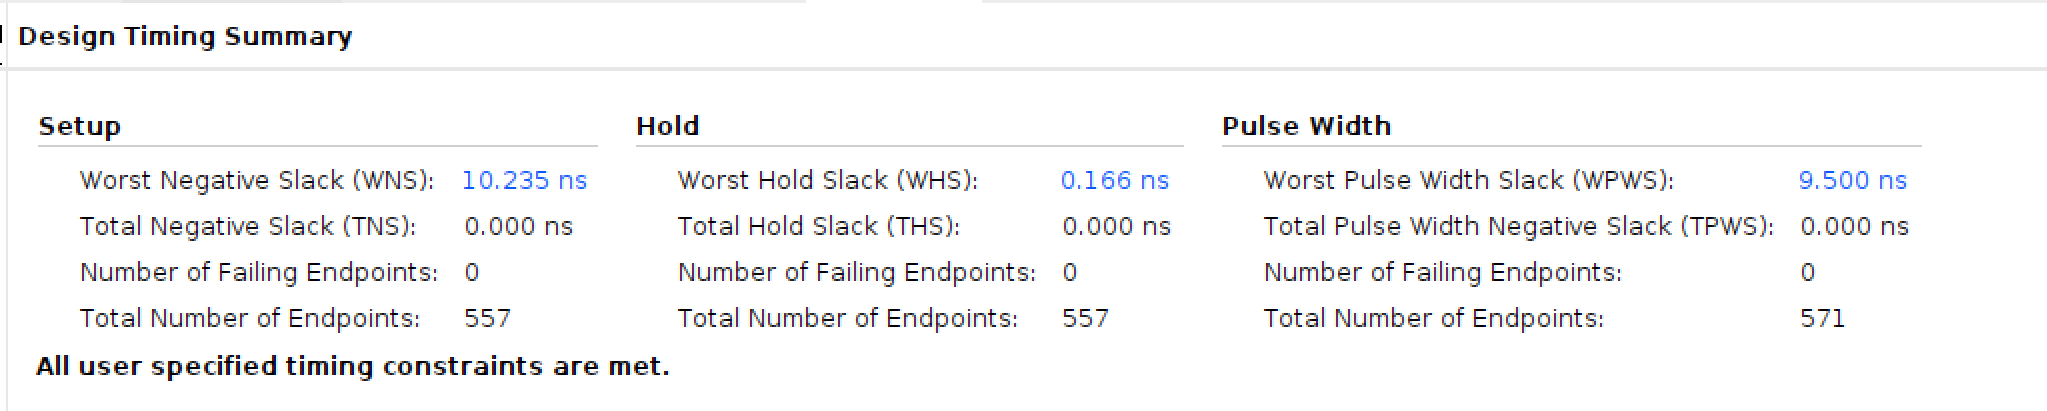 Design Timing Summary
Setup
Worst Negative Slack (WNS): 10.235 ns
Total Negative Slack (TNS): 0.000 ns
Number of Failing Endpoints: 0
Total Number of Endpoints: 557
Hold
Worst Hold Slack (WHS): 0.166 ns
Total Hold Slack (THS): 0.000 ns
Number of Failing Endpoints: 0
Total Number of Endpoints: 557
Pulse Width
Worst Pulse Width Slack (WPWS): 9.500 ns
Total Pulse Width Negative Slack (TPWS): 0.000 ns
Number of Failing Endpoints: 0
Total Number of Endpoints: 571
All user specified timing constraints are met.